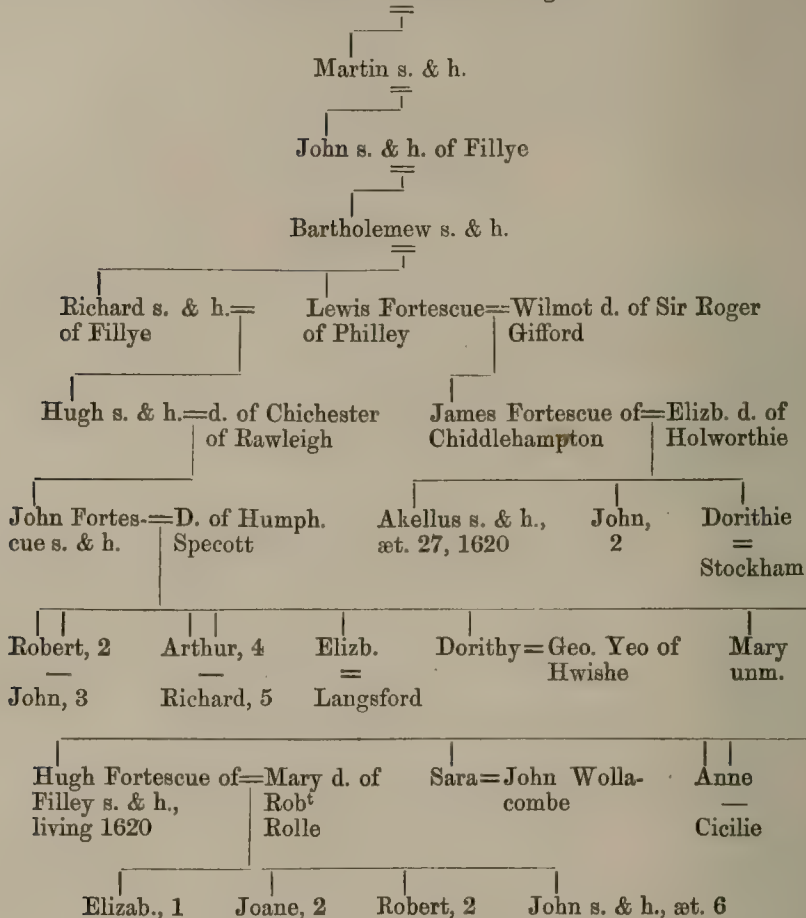 Martin s. & h.
John s. & h. of Fillye
Bartholemew s. & h.
Richard s. & h.=
of Fillye
Lewis Fortescue=Wilmot d. of Sir Roger
of Philley
Gifford
Hugh s. & h.=d. of Chichester
of Rawleigh
James Fortescue of=Elizb. d. of
Chiddlehampton
Holworthie
John Fortes-=D. of Humph.
cue s. & h.
Specott
Akellus s. & h.,
æt. 27, 1620
John,
2
Dorithie
=
Stockham
Robert, 2
—
John, 3
Arthur, 4
—
Richard, 5
Elizb.
=
Langsford
Dorithy=Geo. Yeo of
Hwishe
Mary
unm.
Hugh Fortescue of=Mary d. of
Filley s. & h.,
Robᵗ
living 1620
Rolle
Sara=John Wolla-
combe
Anne
—
Cicilie
Elizab., 1
Joane, 2
Robert, 2
John s. & h., æt. 6